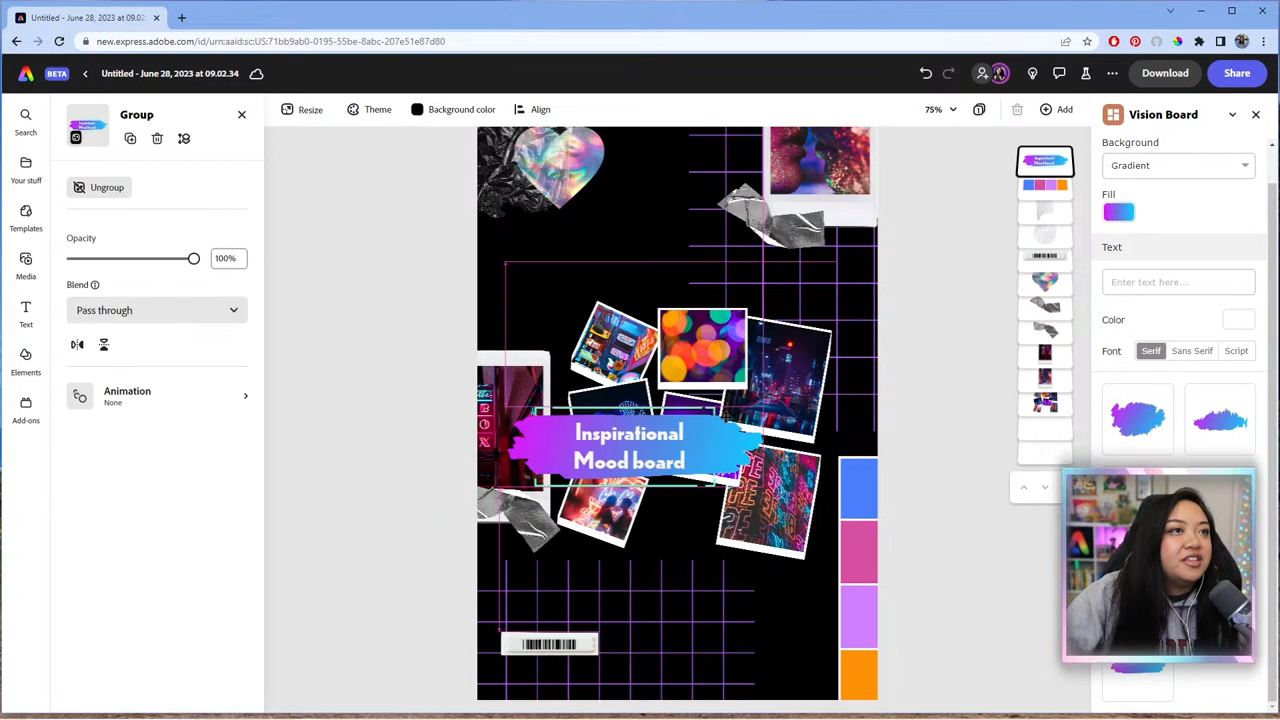 Untitled - June 28, 2023 at 09.02
new.express.adobe.com/id/urn:aaid:sc:US:71bb9ab0-0195-55be-8abc-207e51e87d80
BETA
Untitled - June 28, 2023 at 09.02.34
Download
Share
Search
Your stuff
Templates
Media
Text
Elements
Add-ons
Group
Ungroup
Opacity
100%
Blend
Pass through
Animation
None
Resize
Theme
Background color
Align
75%
Add
Inspirational
Mood board
Vision Board
Background
Gradient
Fill
Text
Enter text here...
Color
Font
Serif
Sans Serif
Script